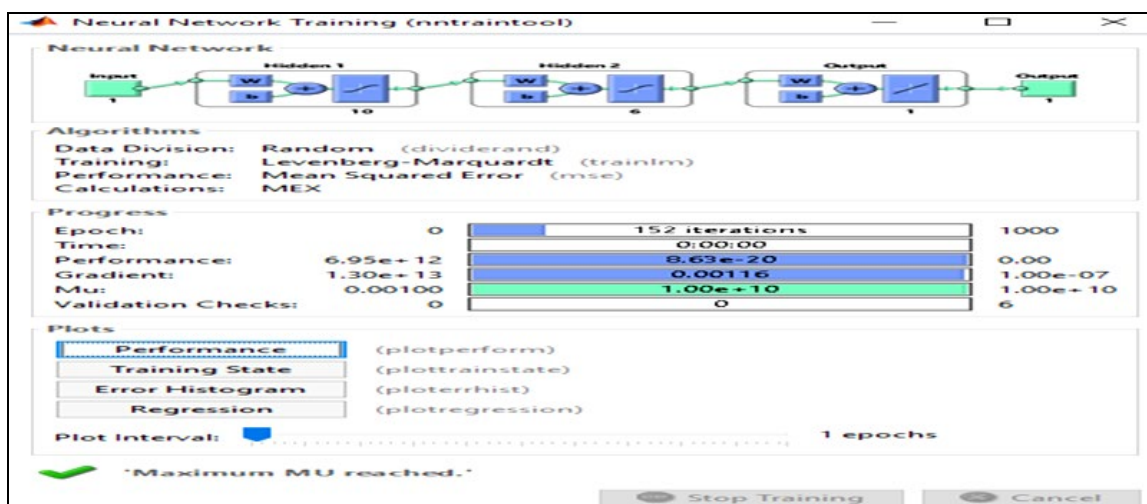 Neural Network Training (nntraintool)
Neural Network
Hidden 1 Hidden 2 Output
Input Output
W W W
b b b
1 10 6 1 1
Algorithms
Data Division: Random (dividerand)
Training: Levenberg-Marquardt (trainlm)
Performance: Mean Squared Error (mse)
Calculations: MEX
Progress
Epoch: 0 152 iterations 1000
Time: 0:00:00
Performance: 6.95e+12 8.63e-20 0.00
Gradient: 1.30e+13 0.00116 1.00e-07
Mu: 0.00100 1.00e+10 1.00e+10
Validation Checks: 0 0 6
Plots
Performance (plotperform)
Training State (plottrainstate)
Error Histogram (ploterrhist)
Regression (plotregression)
Plot Interval: 1 epochs
'Maximum MU reached.'
Stop Training Cancel